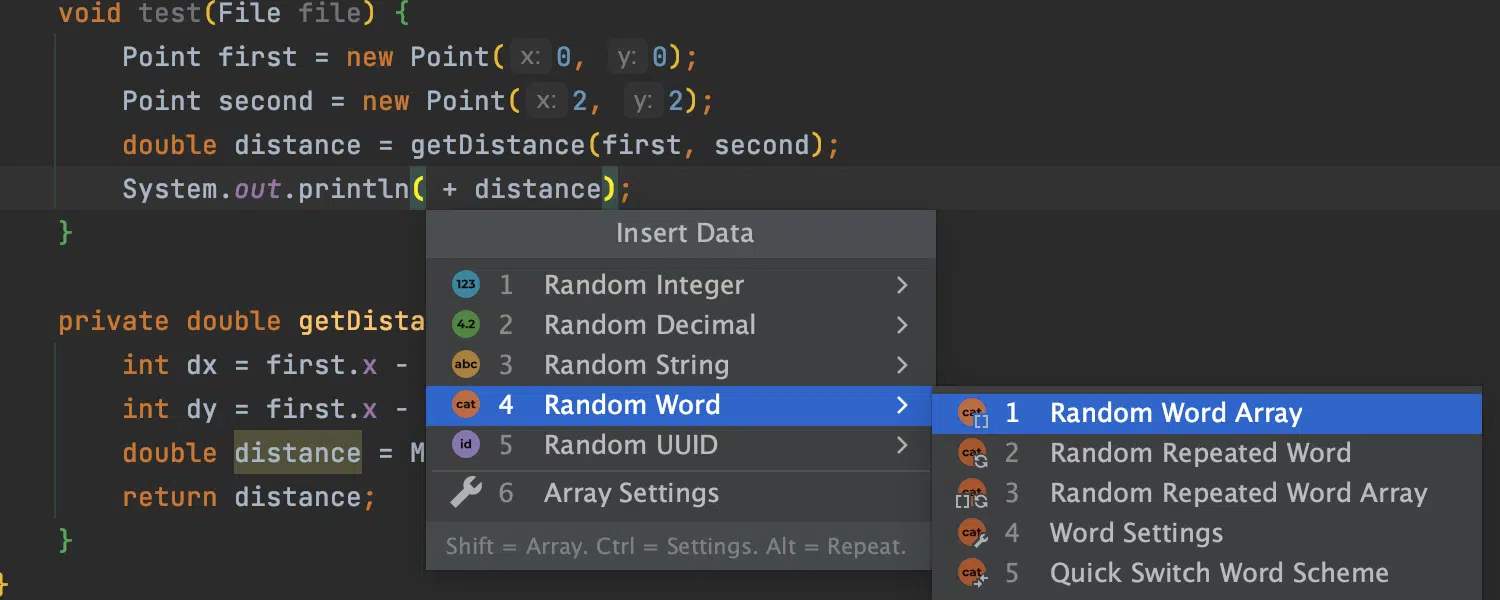 void test(File file) {
Point first = new Point( x: 0, y: 0);
Point second = new Point( x: 2, y: 2);
double distance = getDistance(first, second);
System.out.println( + distance);
}
Insert Data
123 1 Random Integer
4.2 2 Random Decimal
abc 3 Random String
cat 4 Random Word
id 5 Random UUID
6 Array Settings
Shift = Array. Ctrl = Settings. Alt = Repeat.
cat 1 Random Word Array
cat 2 Random Repeated Word
cat 3 Random Repeated Word Array
cat 4 Word Settings
cat 5 Quick Switch Word Scheme
private double getDista
int dx = first.x -
int dy = first.x -
double distance = M
return distance;
}
}